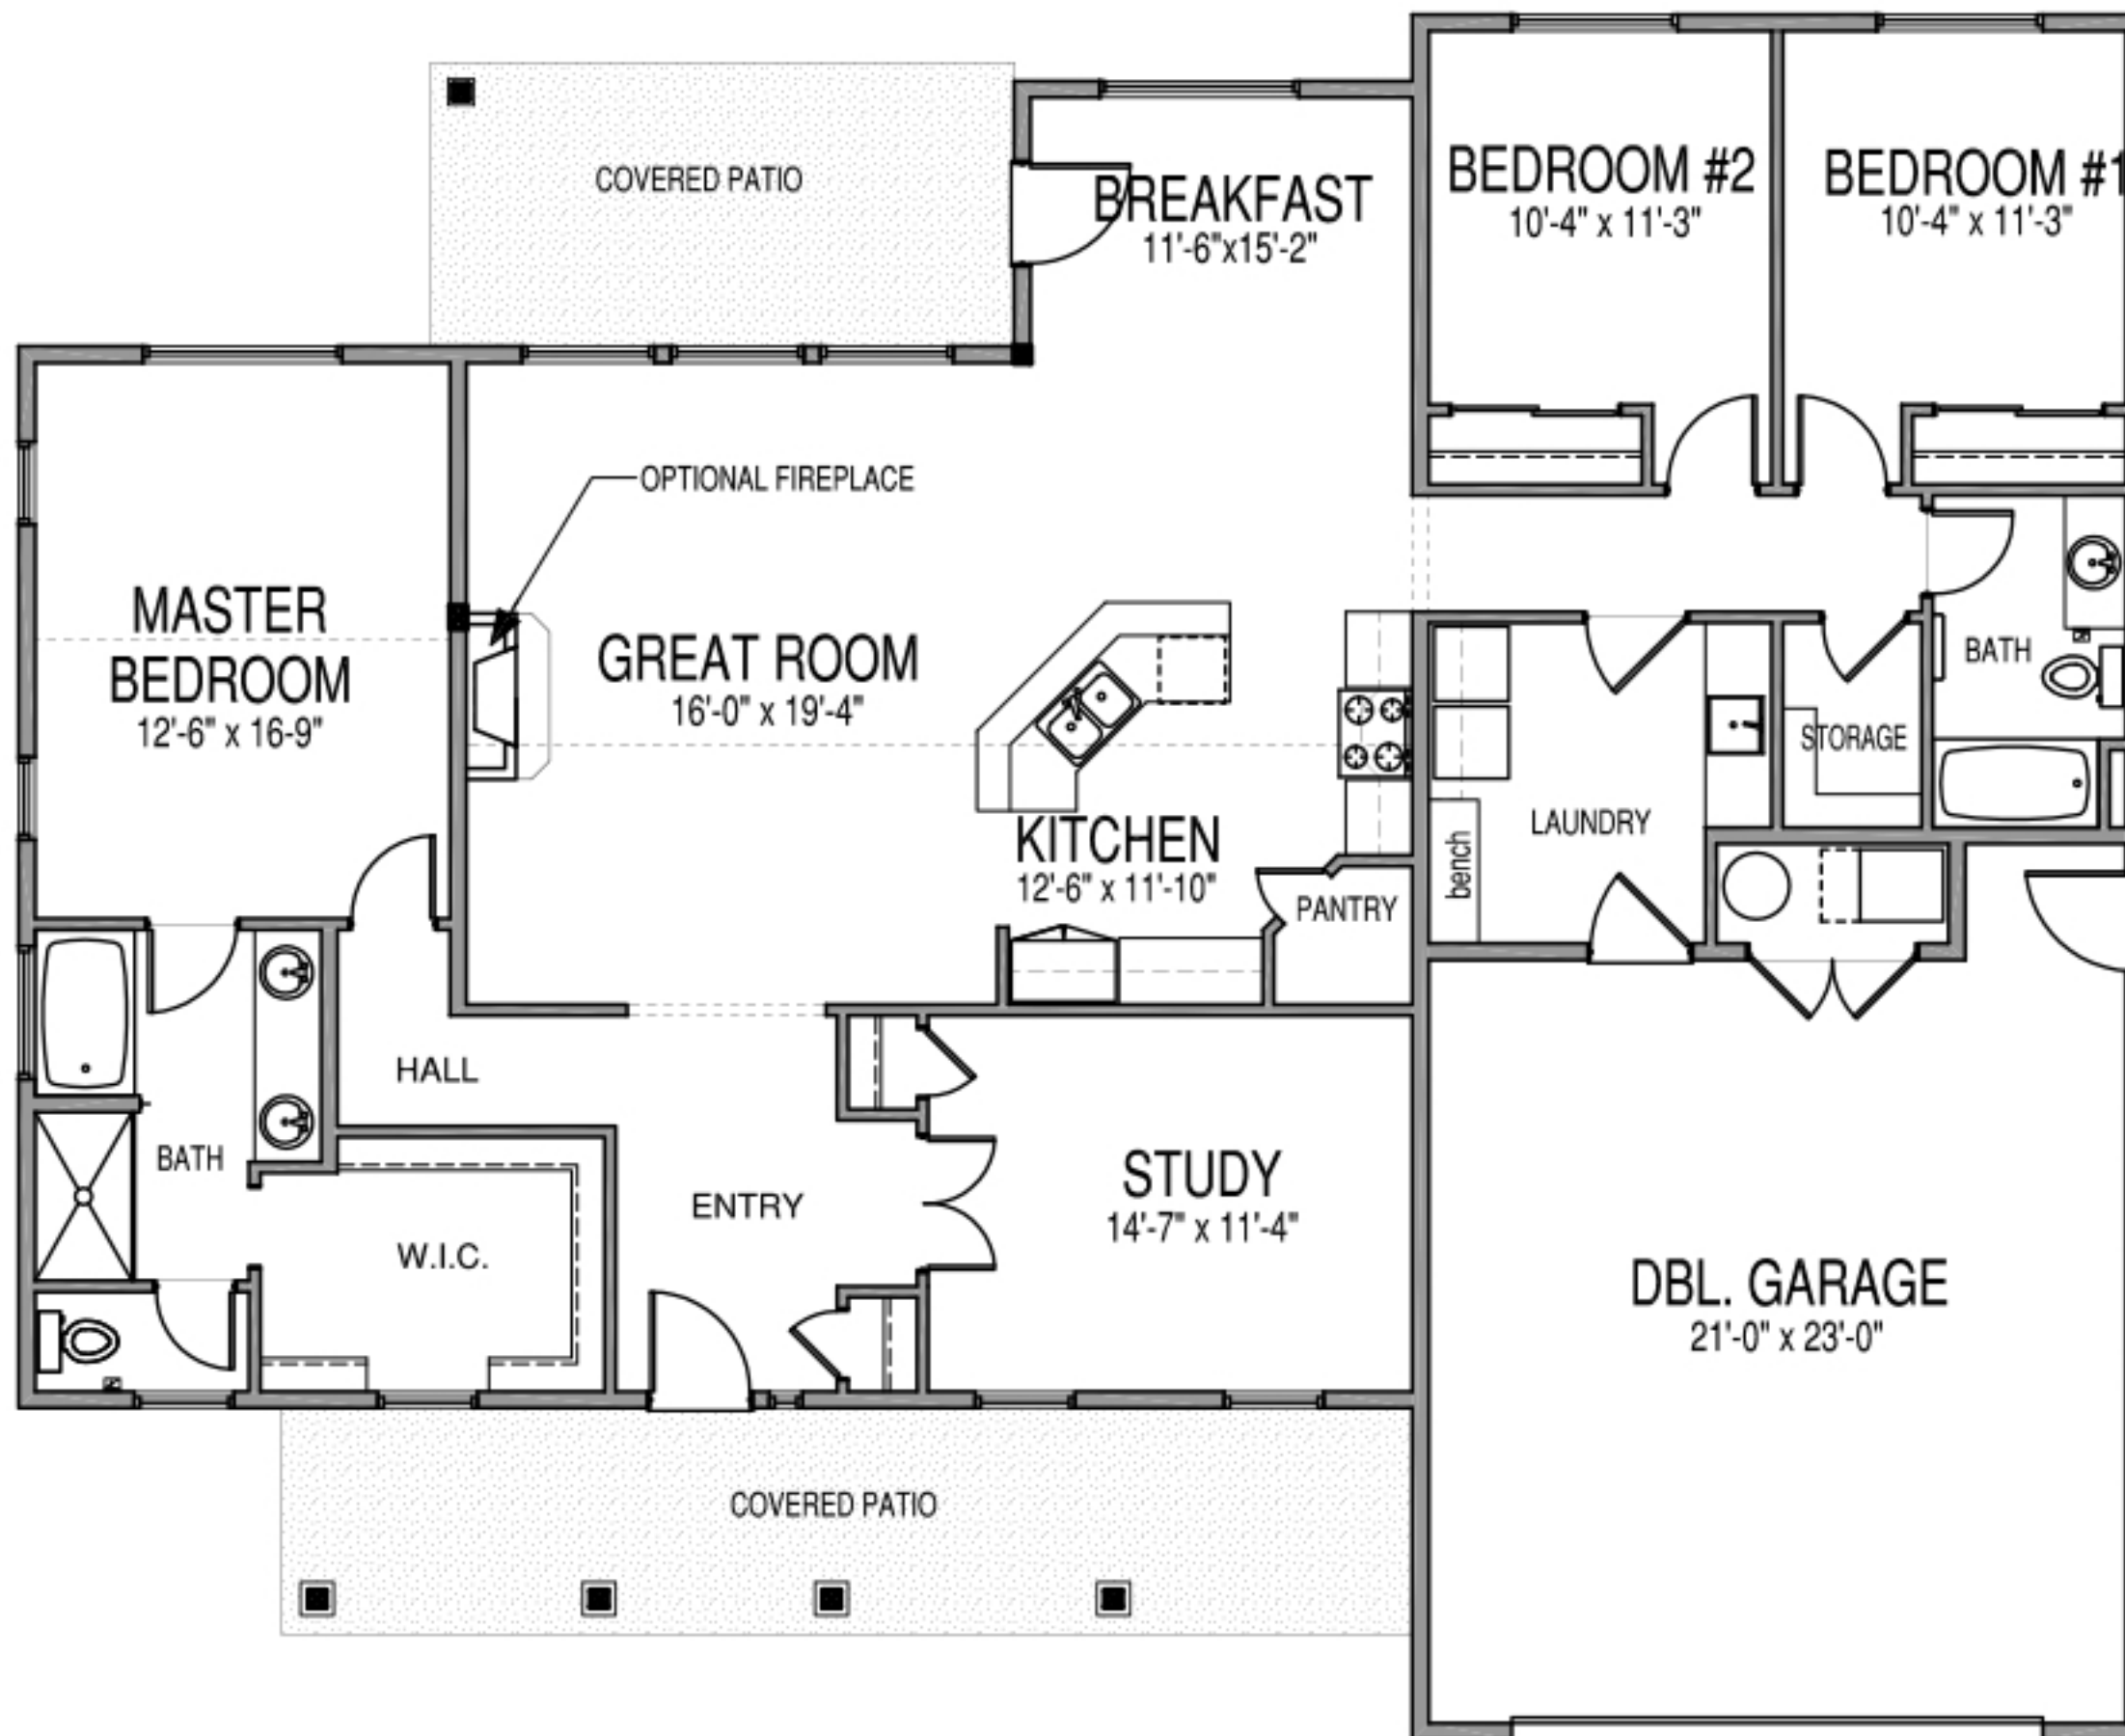 COVERED PATIO
BREAKFAST
11'-6"x15'-2"
BEDROOM #2
10'-4" x 11'-3"
BEDROOM #1
10'-4" x 11'-3"
OPTIONAL FIREPLACE
MASTER
BEDROOM
12'-6" x 16-9"
GREAT ROOM
16'-0" x 19'-4"
KITCHEN
12'-6" x 11'-10"
PANTRY
bench
LAUNDRY
STORAGE
BATH
HALL
BATH
W.I.C.
ENTRY
STUDY
14'-7" x 11'-4"
DBL. GARAGE
21'-0" x 23'-0"
COVERED PATIO